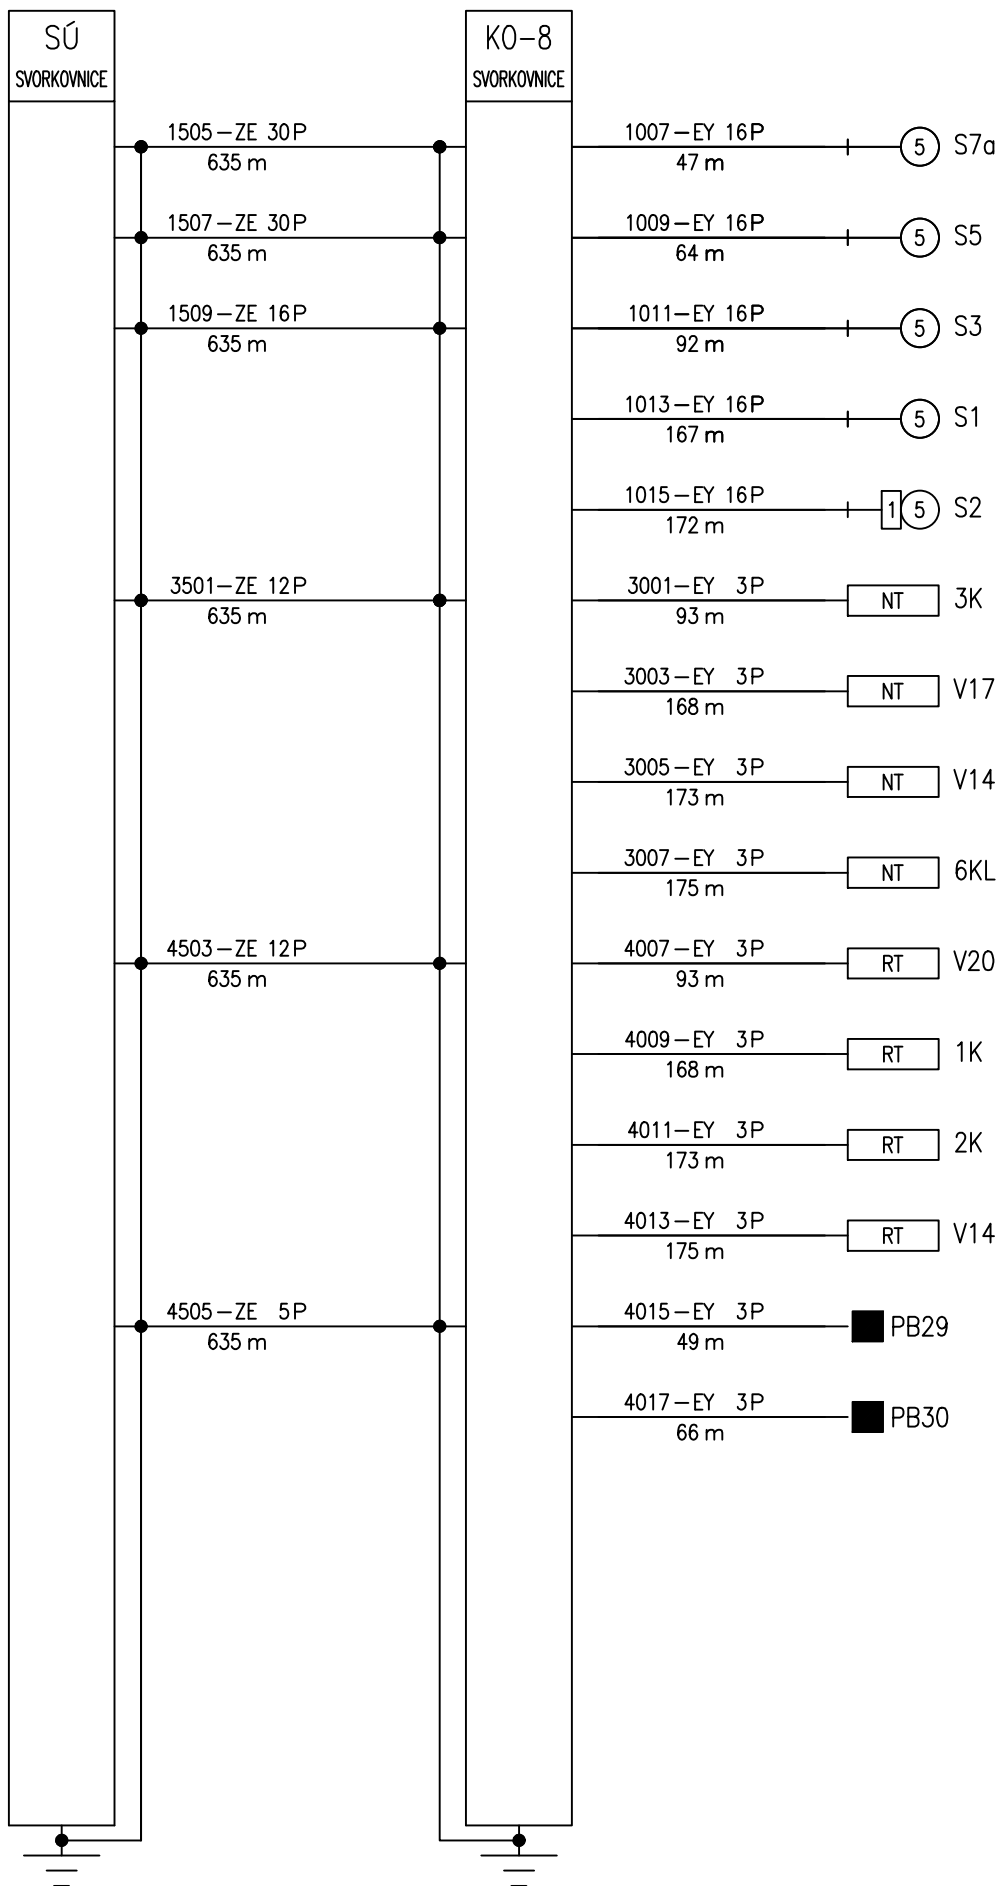 SÚ
SVORKOVNICE
KO-8
SVORKOVNICE
1505-ZE 30P
635 m
1007-EY 16P
47 m
5
S7a
1507-ZE 30P
635 m
1009-EY 16P
64 m
5
S5
1509-ZE 16P
635 m
1011-EY 16P
92 m
5
S3
1013-EY 16P
167 m
5
S1
1015-EY 16P
172 m
1
5
S2
3501-ZE 12P
635 m
3001-EY 3P
93 m
NT
3K
3003-EY 3P
168 m
NT
V17
3005-EY 3P
173 m
NT
V14
3007-EY 3P
175 m
NT
6KL
4503-ZE 12P
635 m
4007-EY 3P
93 m
RT
V20
4009-EY 3P
168 m
RT
1K
4011-EY 3P
173 m
RT
2K
4013-EY 3P
175 m
RT
V14
4505-ZE 5P
635 m
4015-EY 3P
49 m
PB29
4017-EY 3P
66 m
PB30